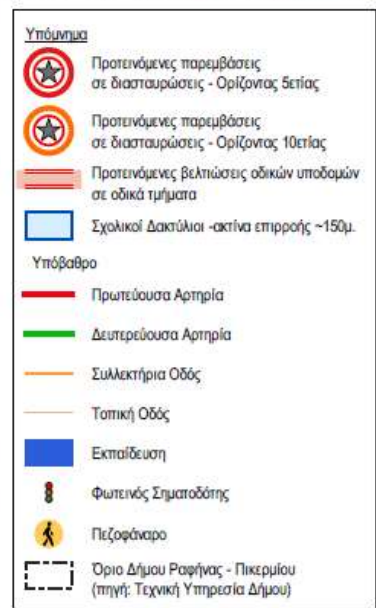 Υπόμνημα
Προτεινόμενες παρεμβάσεις
σε διασταυρώσεις - Ορίζοντας 5ετίας
Προτεινόμενες παρεμβάσεις
σε διασταυρώσεις - Ορίζοντας 10ετίας
Προτεινόμενες βελτιώσεις οδικών υποδομών
σε οδικά τμήματα
Σχολικοί Δακτύλιοι -ακτίνα επιρροής ~150μ.
Υπόβαθρο
Πρωτεύουσα Αρτηρία
Δευτερεύουσα Αρτηρία
Συλλεκτήρια Οδός
Τοπική Οδός
Εκπαίδευση
Φωτεινός Σηματοδότης
Πεζοφάναρο
Όριο Δήμου Ραφήνας - Πικερμίου
(πηγή: Τεχνική Υπηρεσία Δήμου)